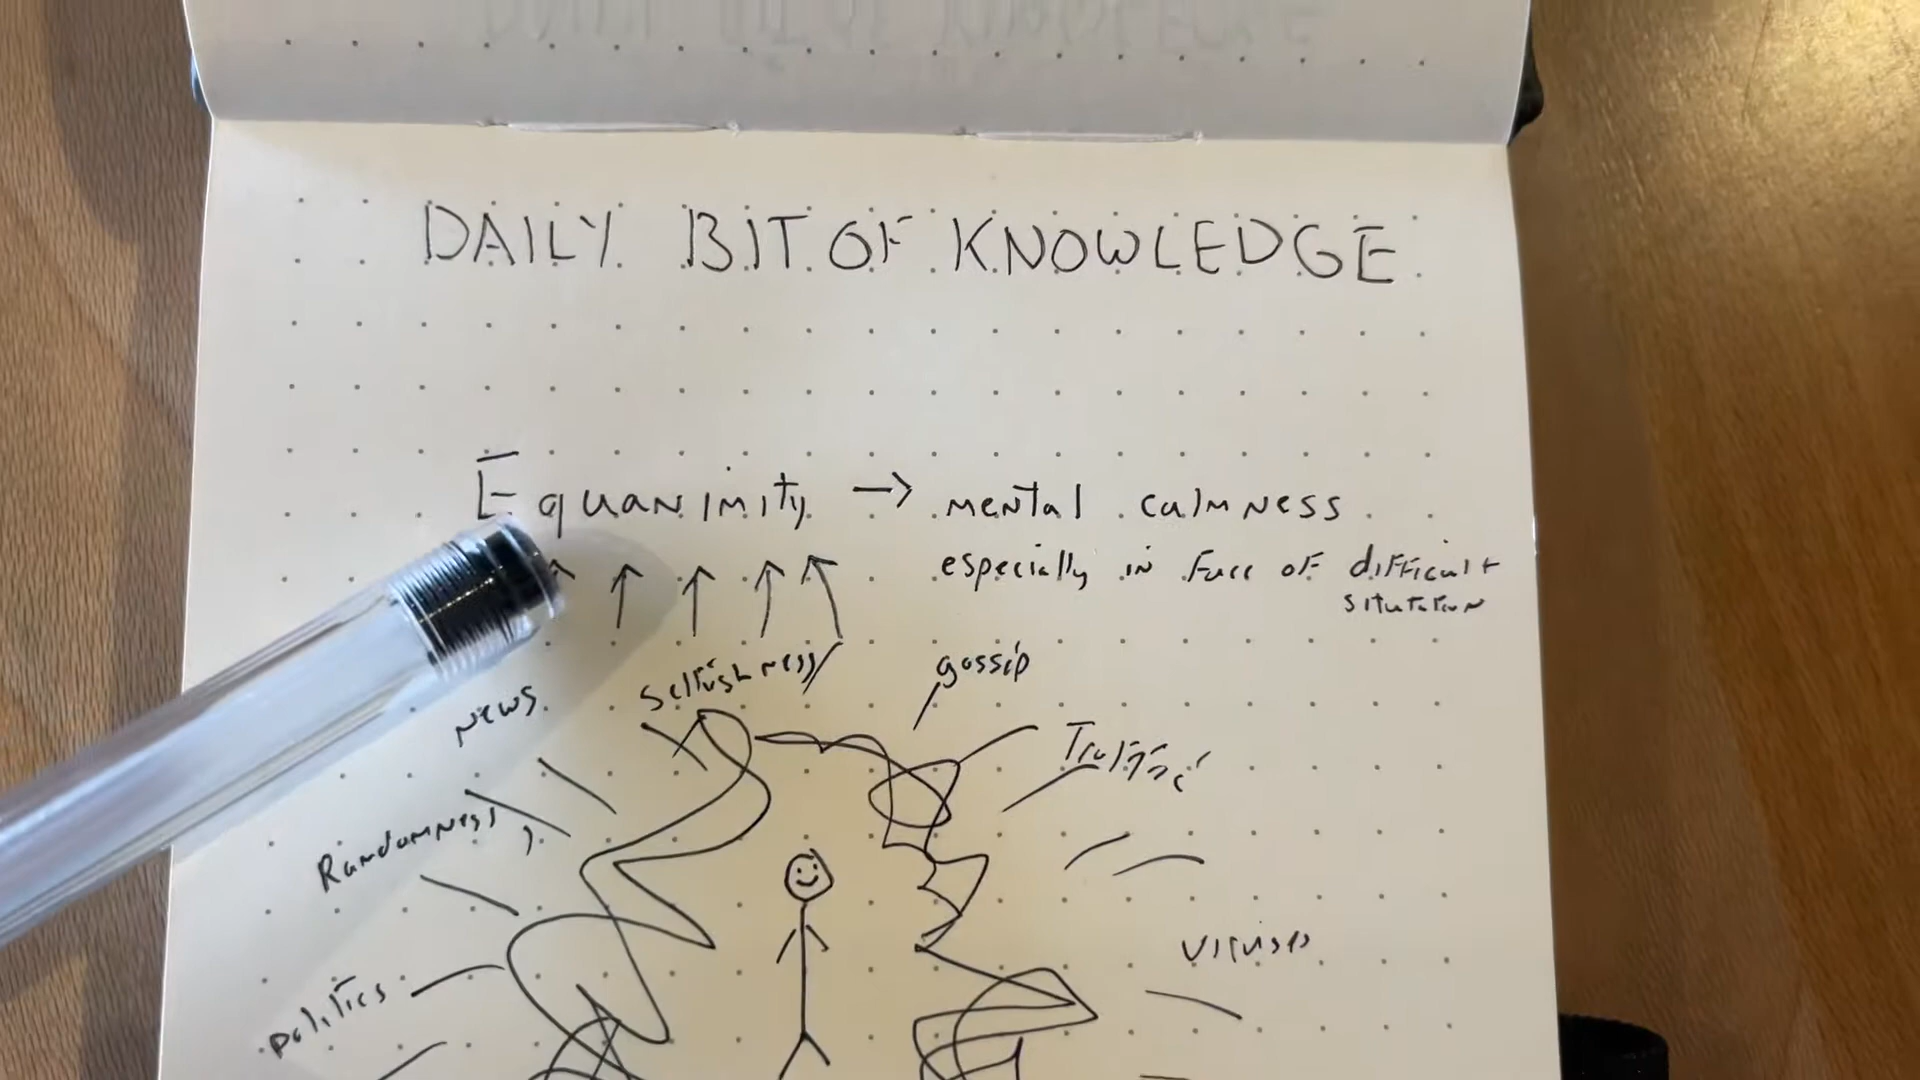 DAILY BIT OF KNOWLEDGE
Equanimity → mental calmness
especially in face of difficult
situtation
selfishness
gossip
news
Traffic
Randomness
viruses
politics